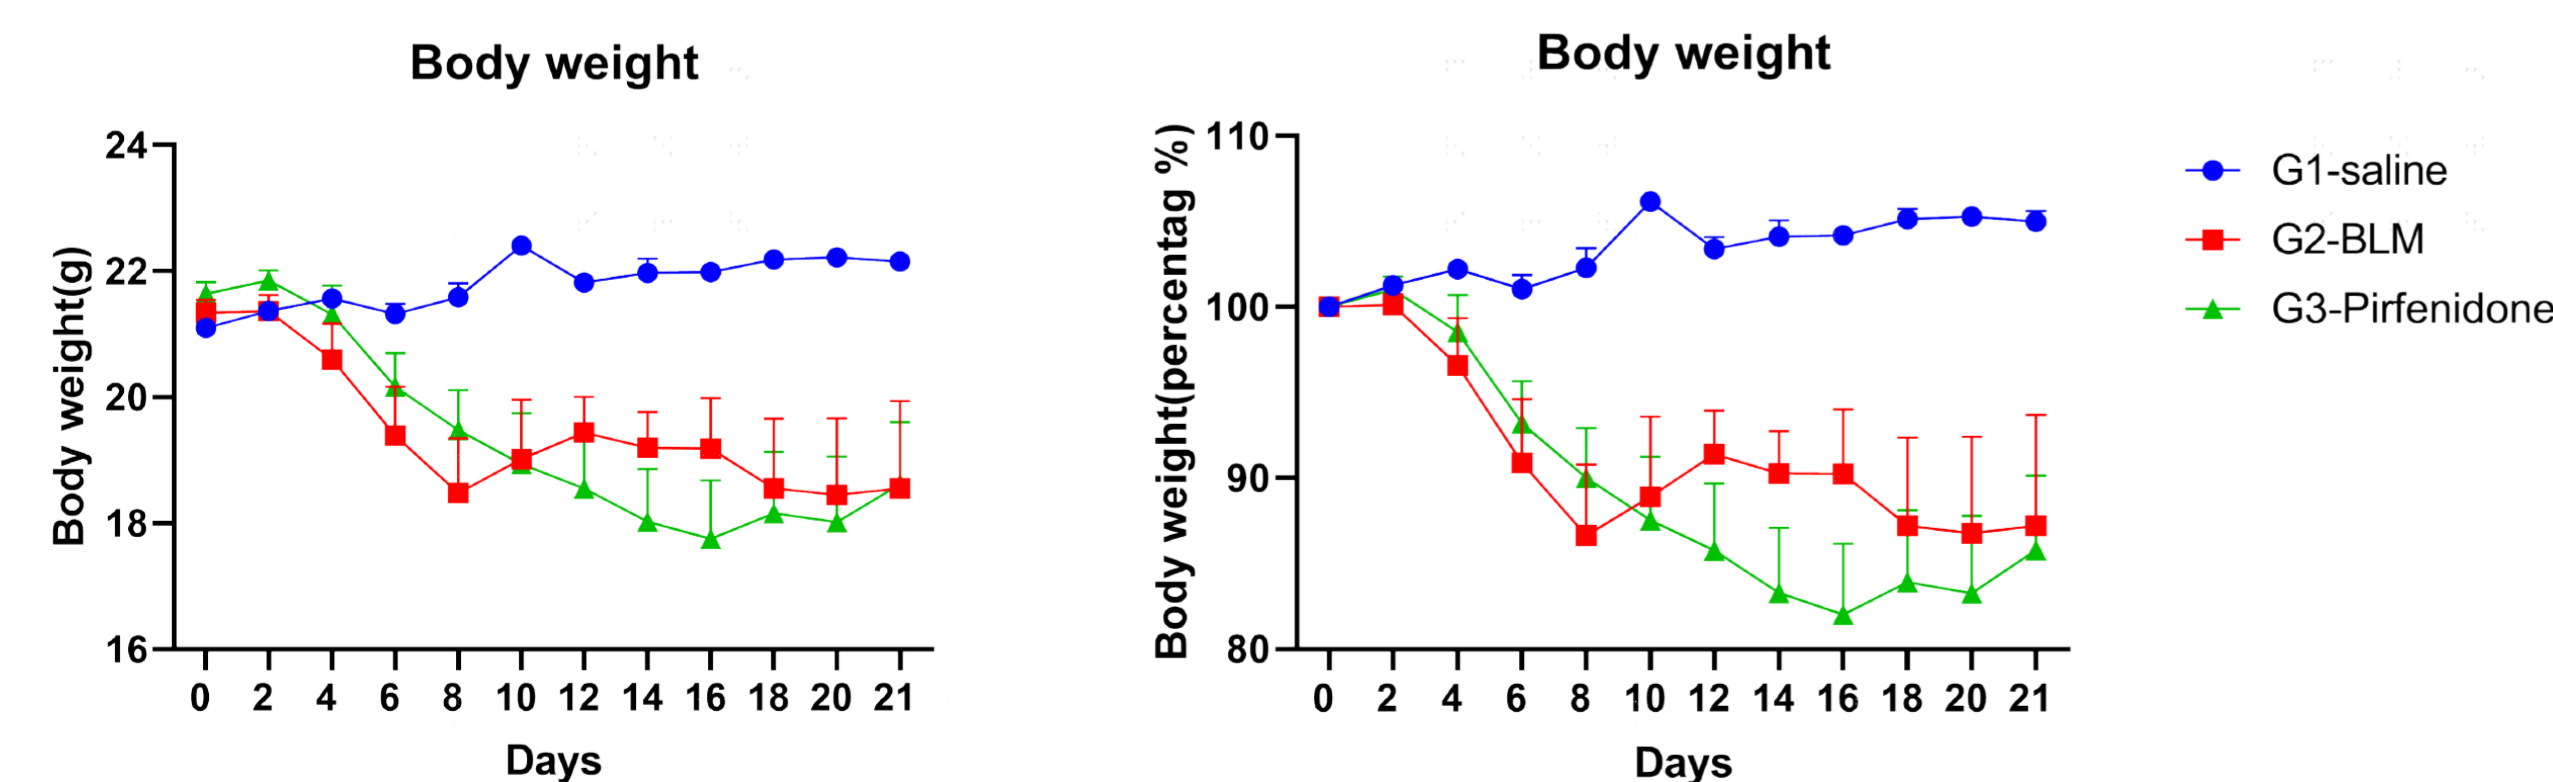 Body weight
Body weight(g)
24
22
20
18
16
0 2 4 6 8 10 12 14 16 18 20 21
Days
Body weight
Body weight(percentag %)
110
100
90
80
0 2 4 6 8 10 12 14 16 18 20 21
Days
G1-saline
G2-BLM
G3-Pirfenidone